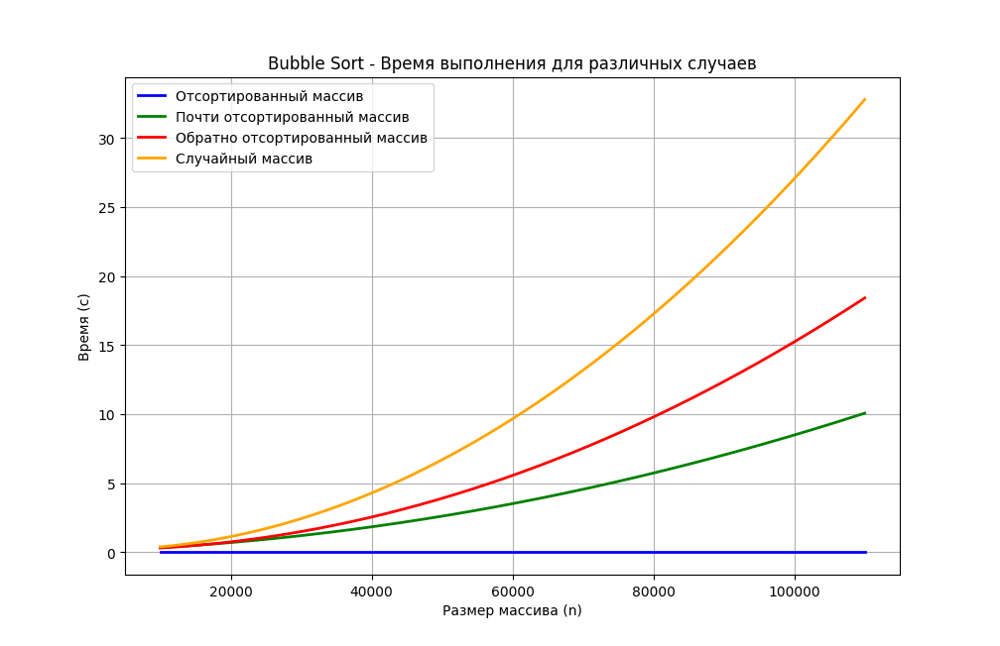 Bubble Sort - Время выполнения для различных случаев
Отсортированный массив
Почти отсортированный массив
Обратно отсортированный массив
Случайный массив
Время (с)
30
25
20
15
10
5
0
20000
40000
60000
80000
100000
Размер массива (n)